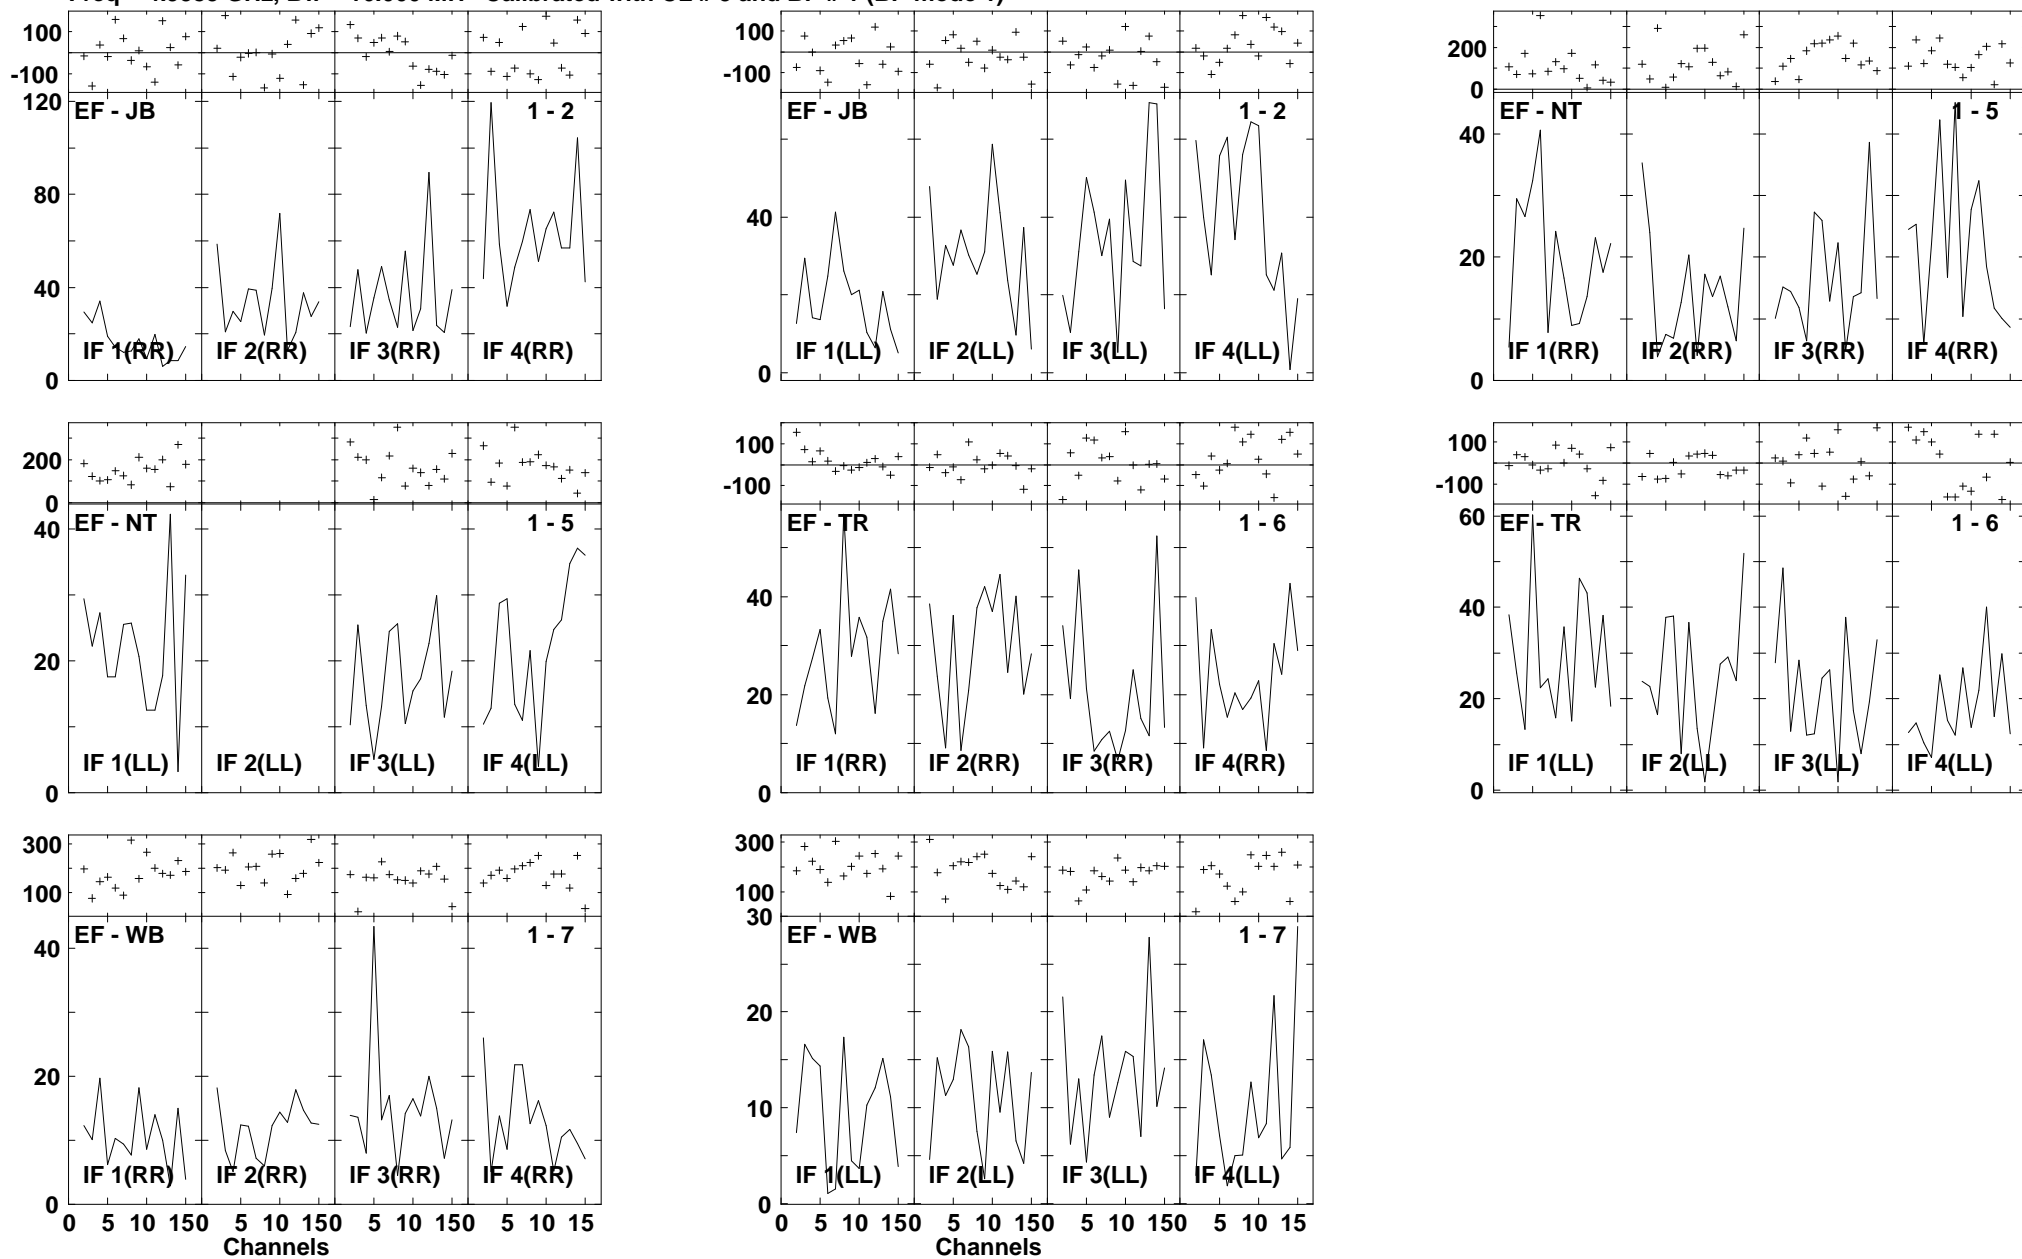 100
-100
120
80
40
0
EF - JB
1 - 2
IF 1(RR)
IF 2(RR)
IF 3(RR)
IF 4(RR)
100
-100
40
0
EF - JB
1 - 2
IF 1(LL)
IF 2(LL)
IF 3(LL)
IF 4(LL)
200
0
40
20
0
EF - NT
1 - 5
IF 1(RR)
IF 2(RR)
IF 3(RR)
IF 4(RR)
200
0
40
20
0
EF - NT
1 - 5
IF 1(LL)
IF 2(LL)
IF 3(LL)
IF 4(LL)
100
-100
40
20
0
EF - TR
1 - 6
IF 1(RR)
IF 2(RR)
IF 3(RR)
IF 4(RR)
100
-100
60
40
20
0
EF - TR
1 - 6
IF 1(LL)
IF 2(LL)
IF 3(LL)
IF 4(LL)
300
100
40
20
0
EF - WB
1 - 7
IF 1(RR)
IF 2(RR)
IF 3(RR)
IF 4(RR)
0 5 10 150 5 10 150 5 10 150 5 10 15
Channels
300
100
30
20
10
0
EF - WB
1 - 7
IF 1(LL)
IF 2(LL)
IF 3(LL)
IF 4(LL)
0 5 10 150 5 10 150 5 10 150 5 10 15
Channels